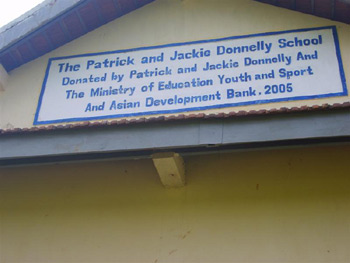 The Patrick and Jackie Donnelly School
Donated by Patrick and Jackie Donnelly And
The Ministry of Education Youth and Sport
And Asian Development Bank. 2005